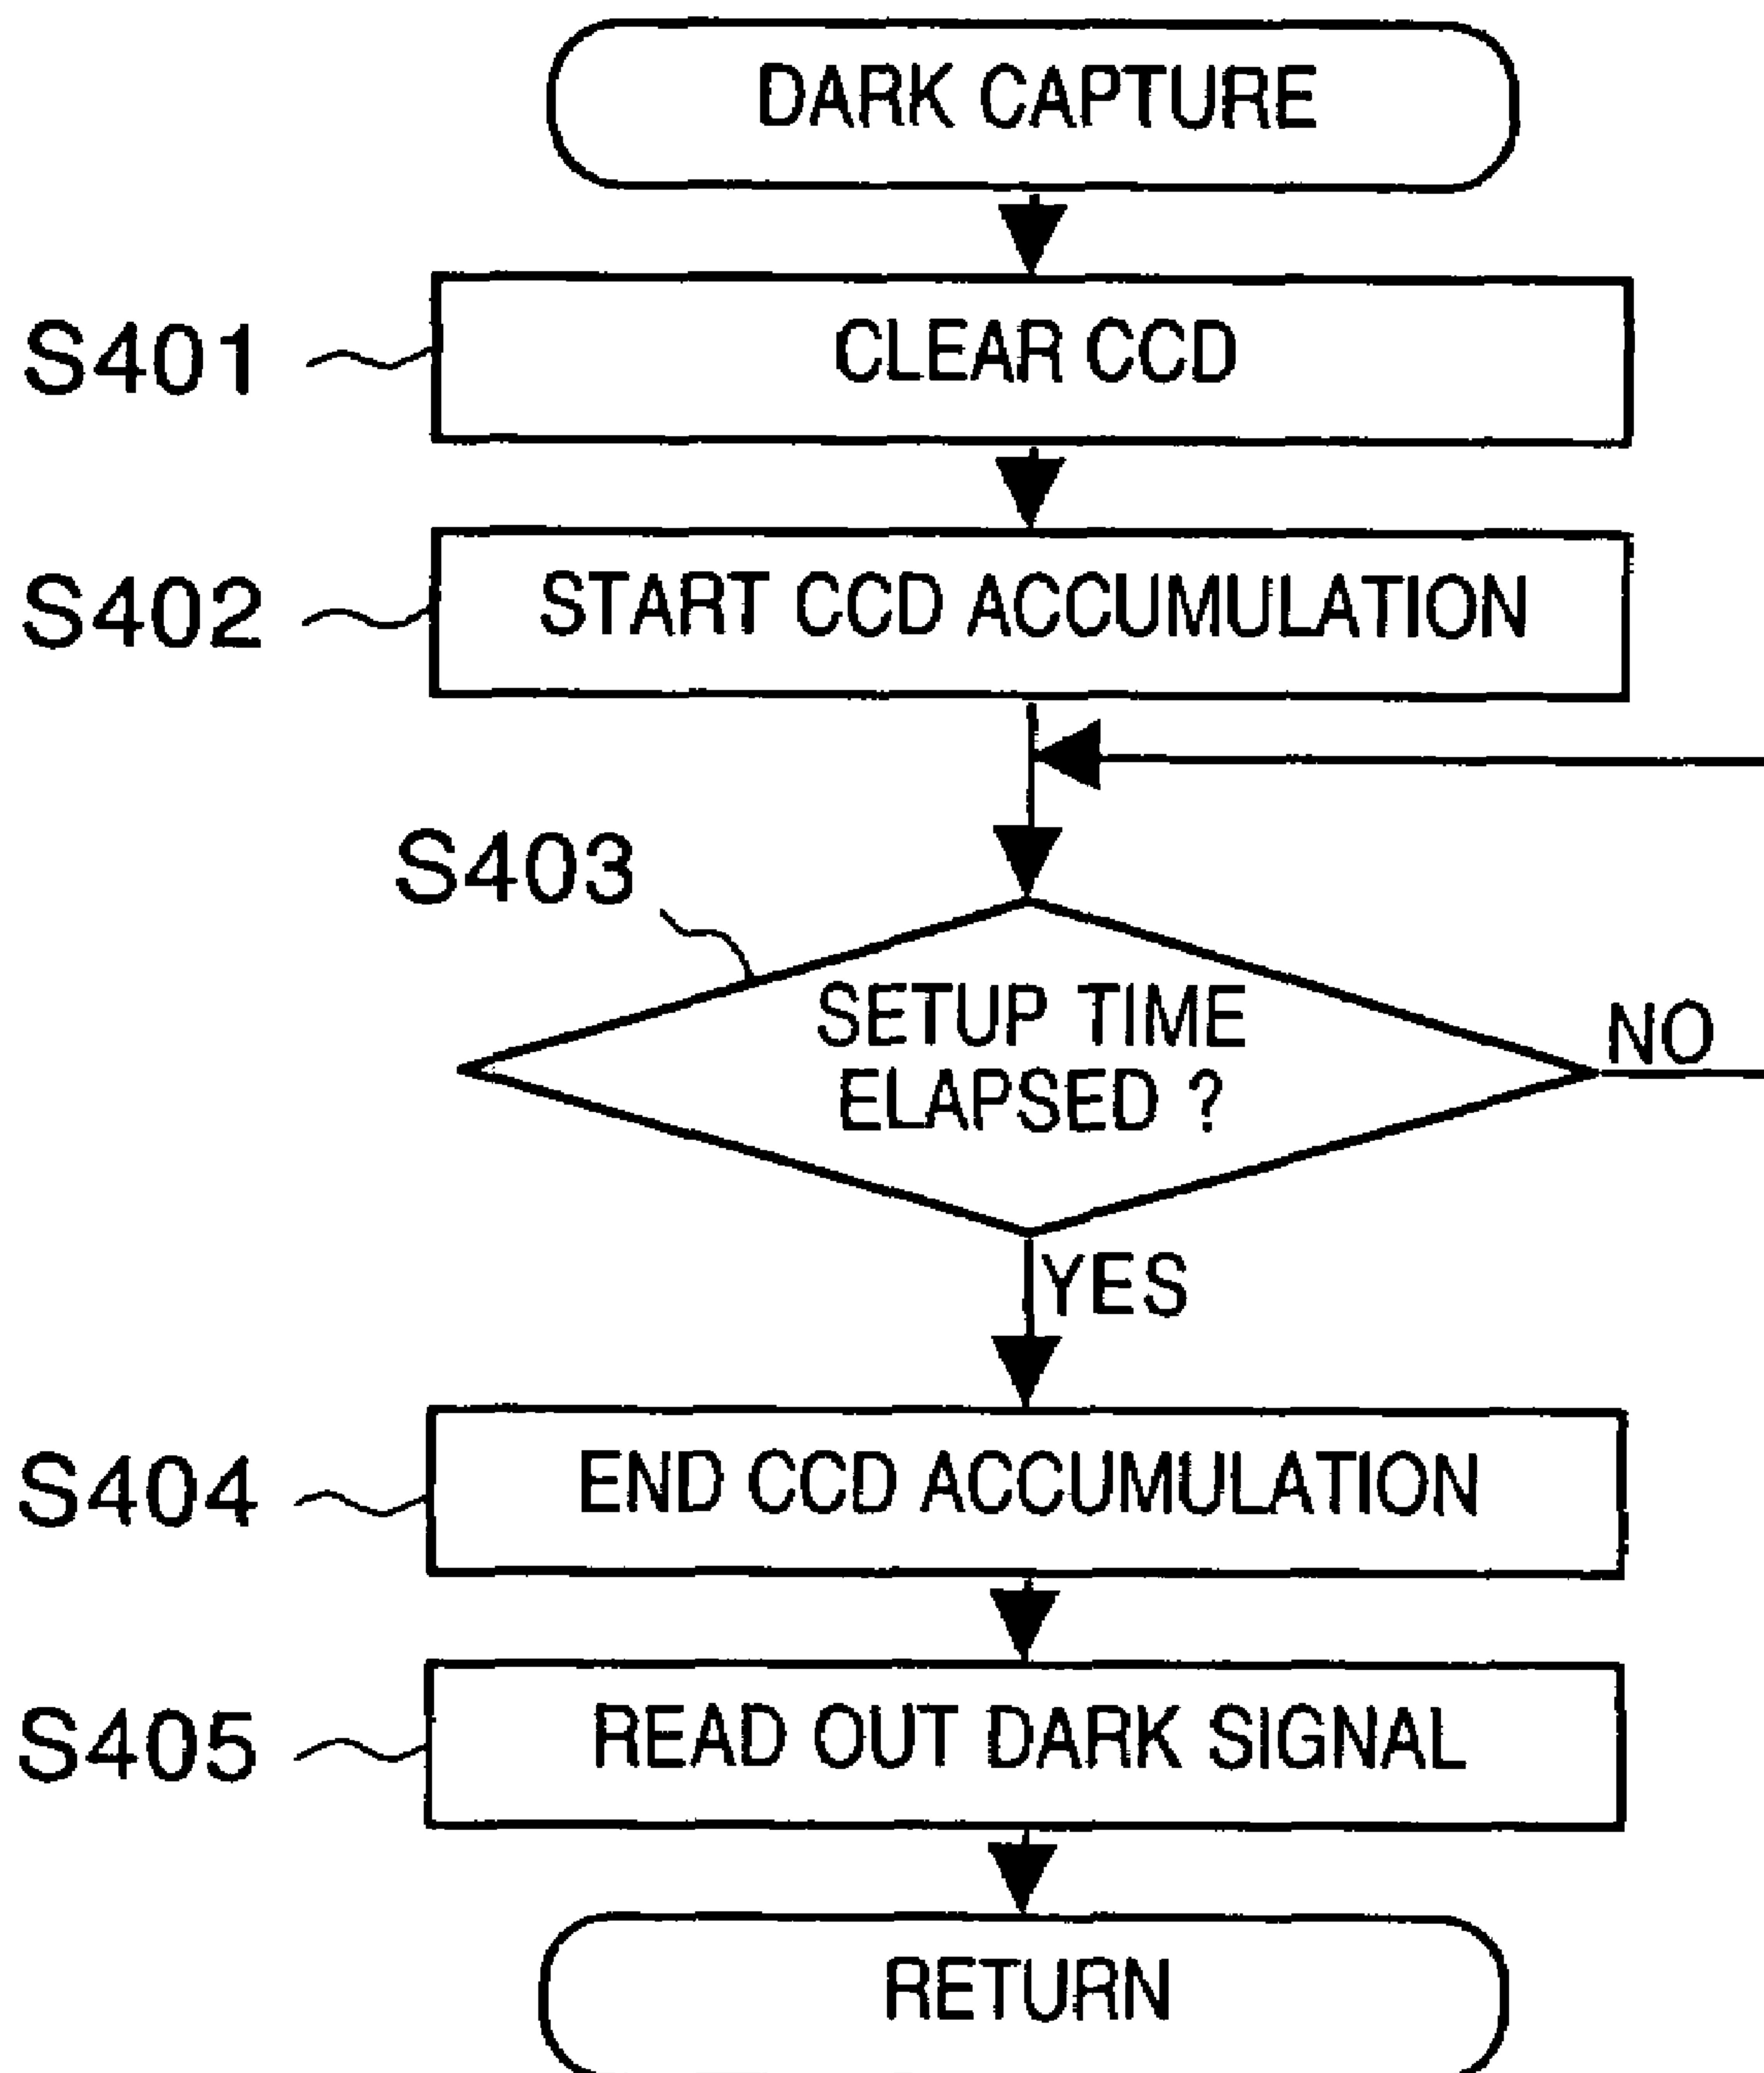 DARK CAPTURE
S401
CLEAR CCD
S402
START CCD ACCUMULATION
S403
SETUP TIME
ELAPSED ?
NO
YES
S404
END CCD ACCUMULATION
S405
READ OUT DARK SIGNAL
RETURN